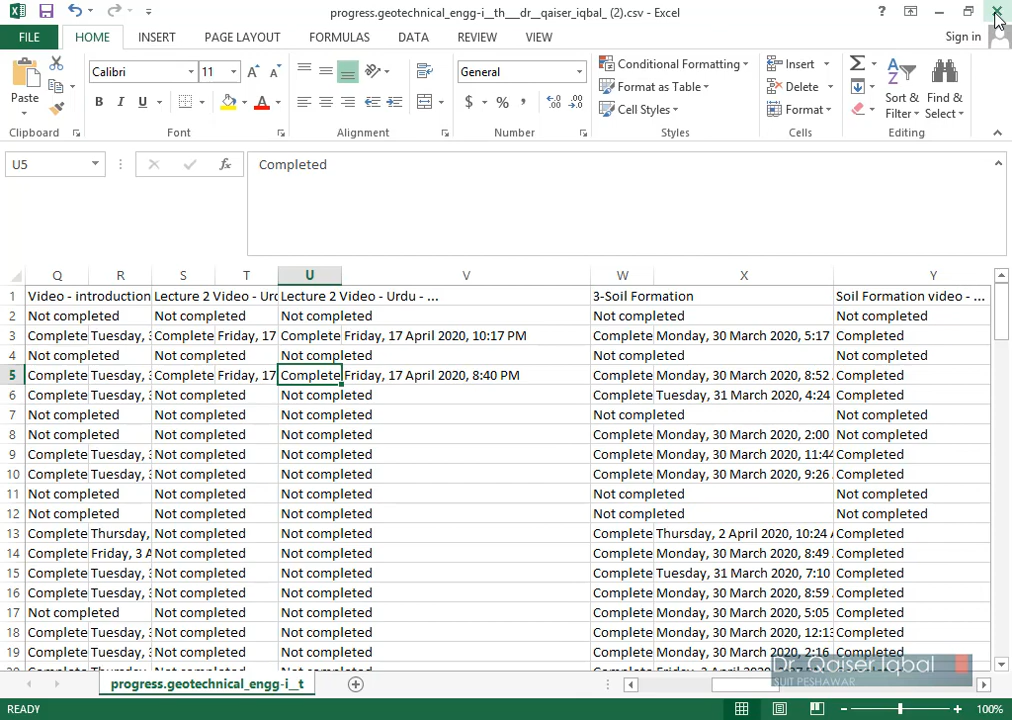 progress.geotechnical_engg-i__th___dr__qaiser_iqbal_ (2).csv - Excel
FILE HOME INSERT PAGE LAYOUT FORMULAS DATA REVIEW VIEW Sign in
Paste Calibri 11 General Conditional Formatting Format as Table Cell Styles Insert Delete Format Sort & Filter Find & Select
Clipboard Font Alignment Number Styles Cells Editing
U5 Completed
Q R S T U V W X Y
1 Video - introduction Lecture 2 Video - Urd Lecture 2 Video - Urdu - ... 3-Soil Formation Soil Formation video - ...
2 Not completed Not completed Not completed Not completed Not completed
3 Complete Tuesday, 3 Complete Friday, 17 Complete Friday, 17 April 2020, 10:17 PM Complete Monday, 30 March 2020, 5:17 Completed
4 Not completed Not completed Not completed Not completed Not completed
5 Complete Tuesday, 3 Complete Friday, 17 Complete Friday, 17 April 2020, 8:40 PM Complete Monday, 30 March 2020, 8:52 Completed
6 Complete Tuesday, 3 Not completed Not completed Complete Tuesday, 31 March 2020, 4:24 Completed
7 Not completed Not completed Not completed Not completed Not completed
8 Not completed Not completed Not completed Complete Monday, 30 March 2020, 2:00 Not completed
9 Complete Tuesday, 3 Not completed Not completed Complete Monday, 30 March 2020, 11:44 Completed
10 Complete Tuesday, 3 Not completed Not completed Complete Monday, 30 March 2020, 9:26 Completed
11 Not completed Not completed Not completed Not completed Not completed
12 Not completed Not completed Not completed Not completed Not completed
13 Complete Thursday, Not completed Not completed Complete Thursday, 2 April 2020, 10:24 A Completed
14 Complete Friday, 3 A Not completed Not completed Complete Monday, 30 March 2020, 8:49 Completed
15 Complete Tuesday, 3 Not completed Not completed Complete Tuesday, 31 March 2020, 7:10 Completed
16 Complete Tuesday, 3 Not completed Not completed Complete Monday, 30 March 2020, 8:59 Completed
17 Not completed Not completed Not completed Complete Monday, 30 March 2020, 5:05 Completed
18 Complete Tuesday, 3 Not completed Not completed Complete Monday, 30 March 2020, 12:13 Completed
19 Complete Tuesday, 3 Not completed Not completed Complete Monday, 30 March 2020, 2:16 Completed
Dr. Qaiser Iqbal
SUIT PESHAWAR
progress.geotechnical_engg-i__t
READY 100%